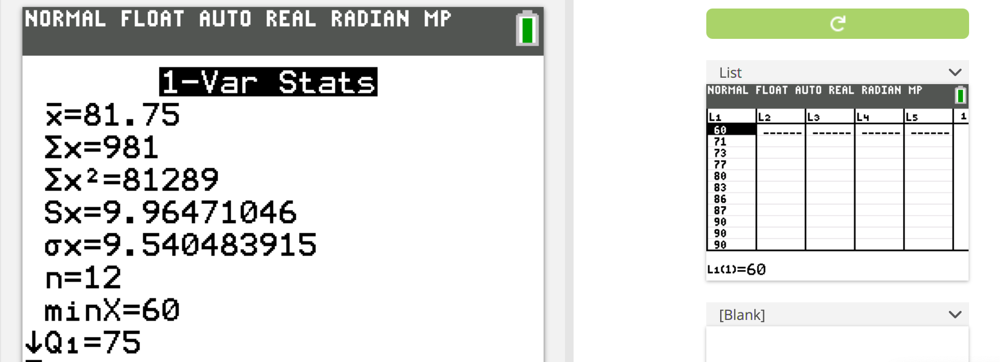 NORMAL FLOAT AUTO REAL RADIAN MP
1-Var Stats
x̄=81.75
Σx=981
Σx²=81289
Sx=9.96471046
σx=9.540483915
n=12
minX=60
↓Q₁=75
List
NORMAL FLOAT AUTO REAL RADIAN MP
L1 L2 L3 L4 L5 1
60 ------ ------ ------ ------
71
73
77
80
83
86
87
90
90
90
L1(1)=60
[Blank]